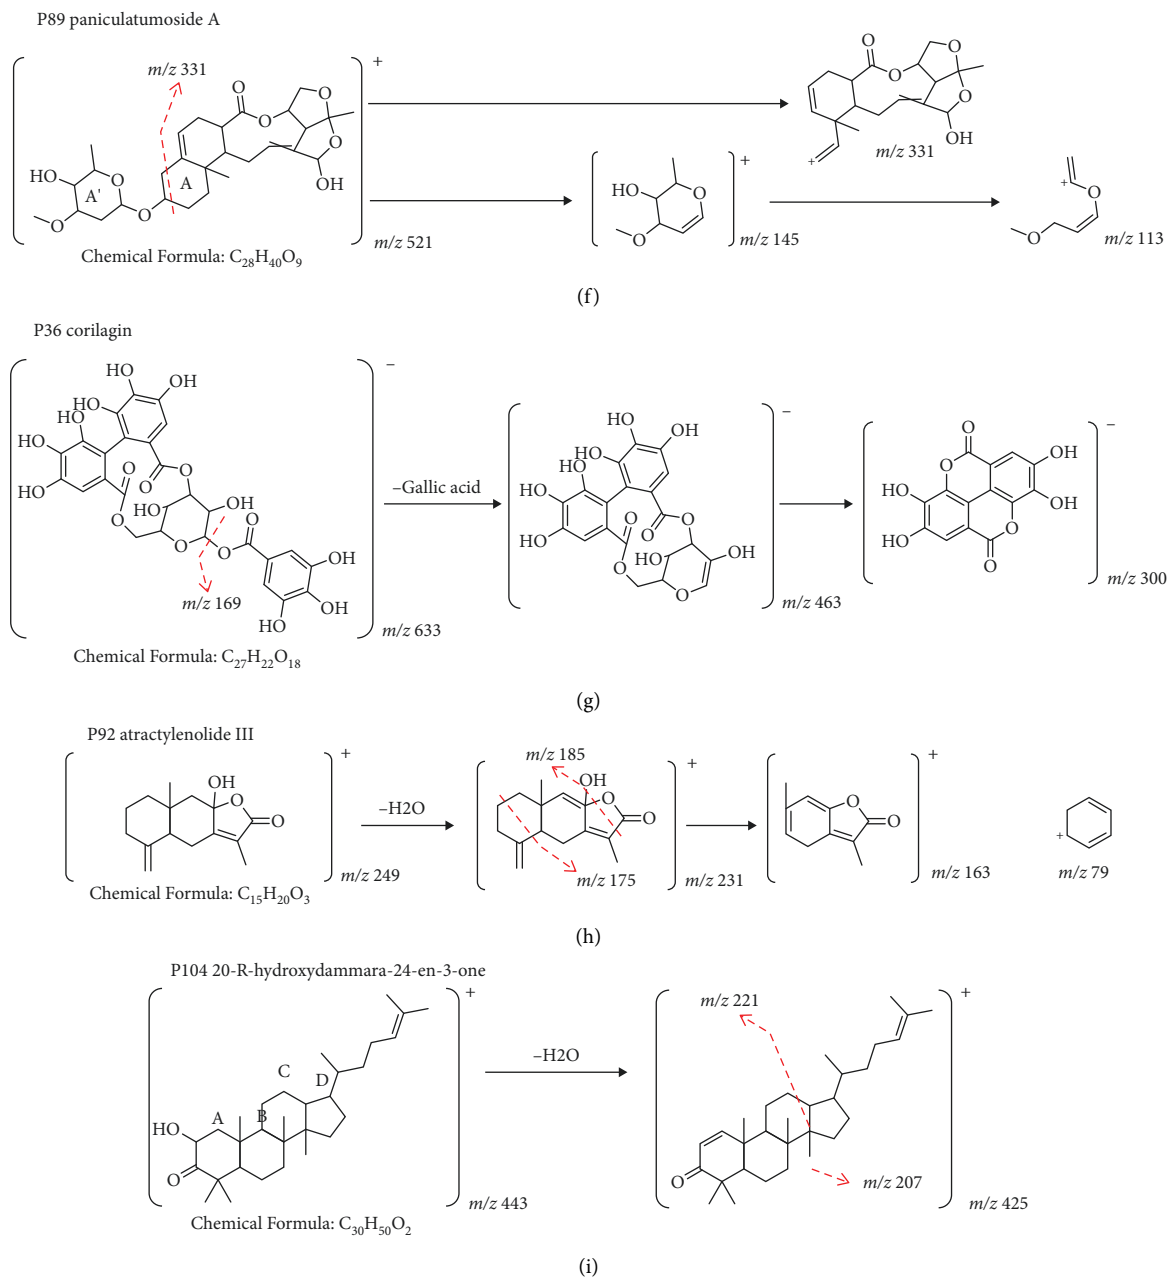 P89 paniculatumoside A
m/z 331
+
O
O
O
O
OH
A
HO
A'
O
O
O
m/z 521
Chemical Formula: C28H40O9
O
O
O
O
OH
+
m/z 331
+
HO
O
O
m/z 145
+
O
O
m/z 113
(f)
P36 corilagin
HO
OH
HO
HO
HO
HO
O
O
O
O
HO
OH
O
O
O
OH
OH
HO
m/z 169
−
m/z 633
Chemical Formula: C27H22O18
–Gallic acid
HO
OH
HO
HO
HO
HO
O
O
O
O
HO
OH
O
−
m/z 463
O
O
OH
HO
OH
HO
O
O
−
m/z 300
(g)
P92 atractylenolide III
+
OH
O
O
m/z 249
Chemical Formula: C15H20O3
–H2O
m/z 185
OH
O
O
m/z 175
+
m/z 231
O
O
+
m/z 163
+
m/z 79
(h)
P104 20-R-hydroxydammara-24-en-3-one
+
C
D
A
B
HO
O
m/z 443
Chemical Formula: C30H50O2
–H2O
m/z 221
+
O
m/z 207
m/z 425
(i)